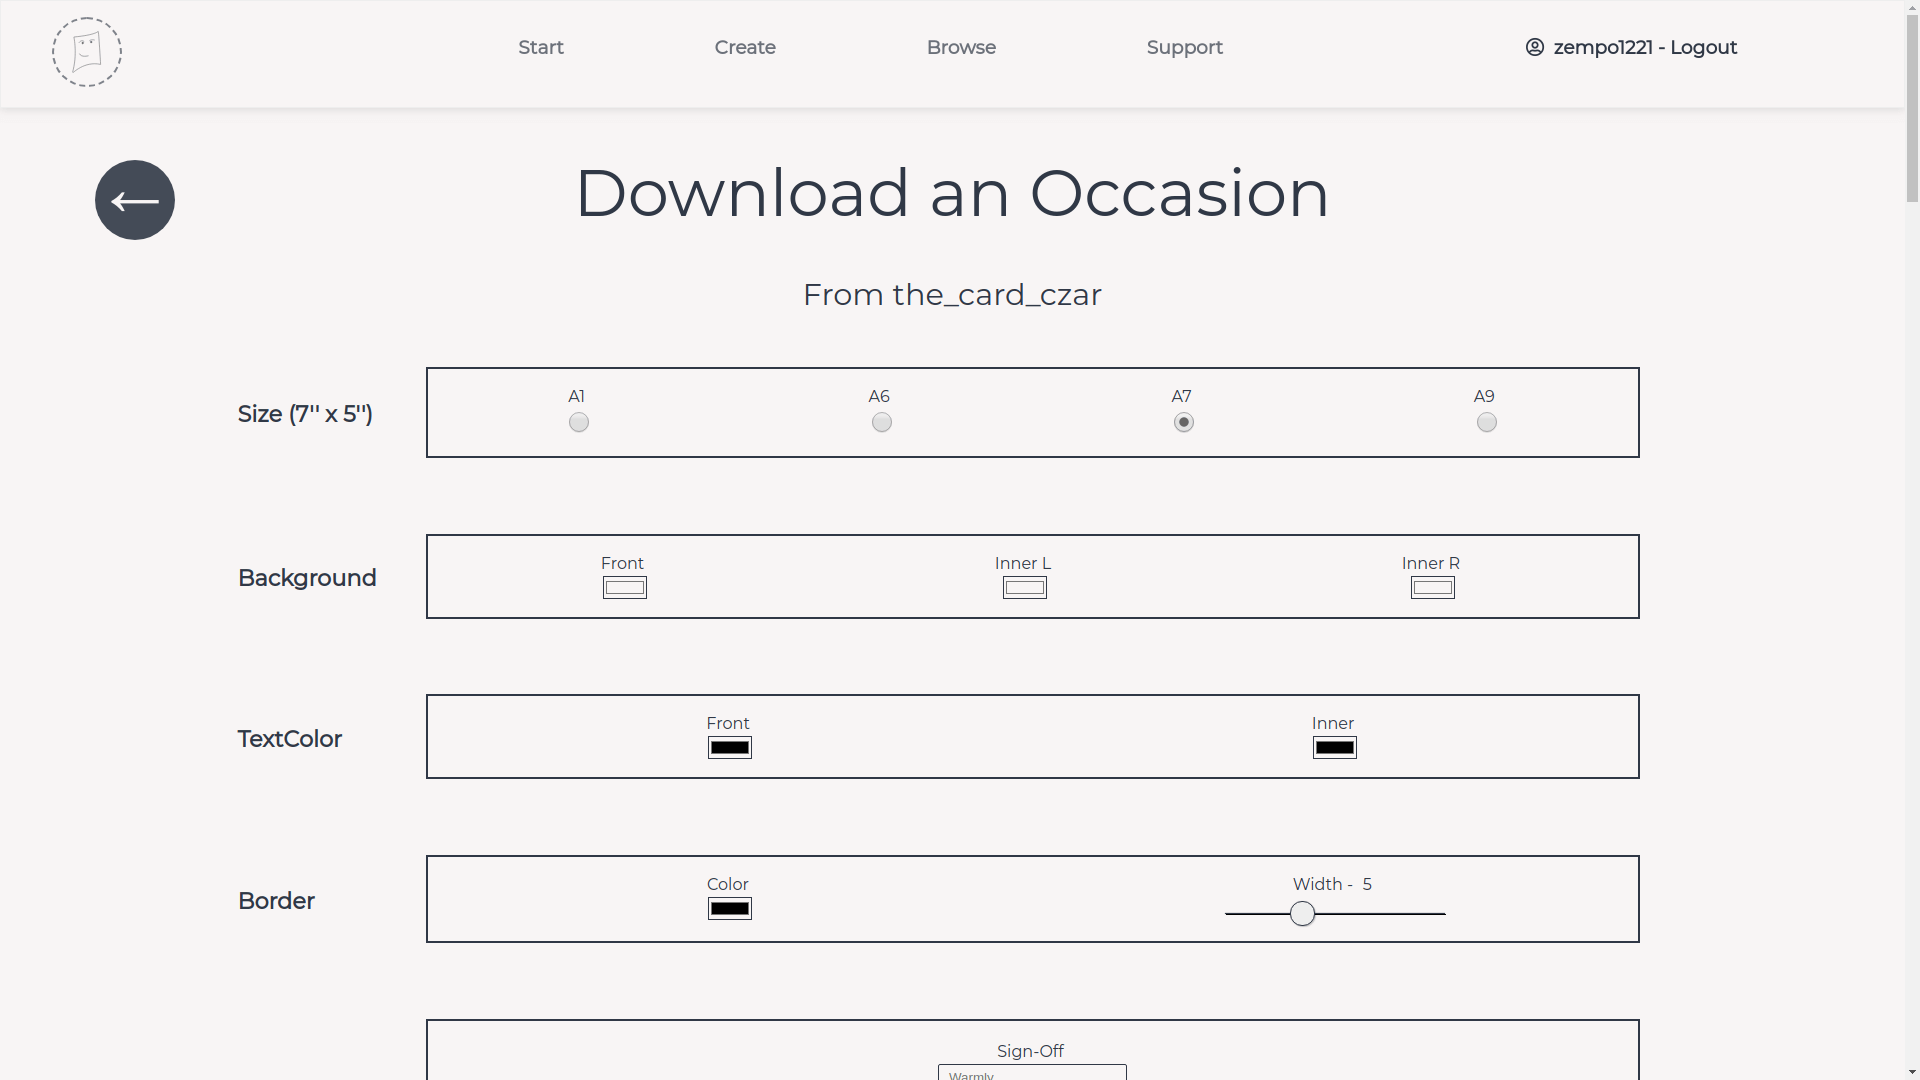 Start
Create
Browse
Support
zempo1221 - Logout
Download an Occasion
From the_card_czar
Size (7'' x 5'')
A1
A6
A7
A9
Background
Front
Inner L
Inner R
TextColor
Front
Inner
Border
Color
Width - 5
Sign-Off
Warmly